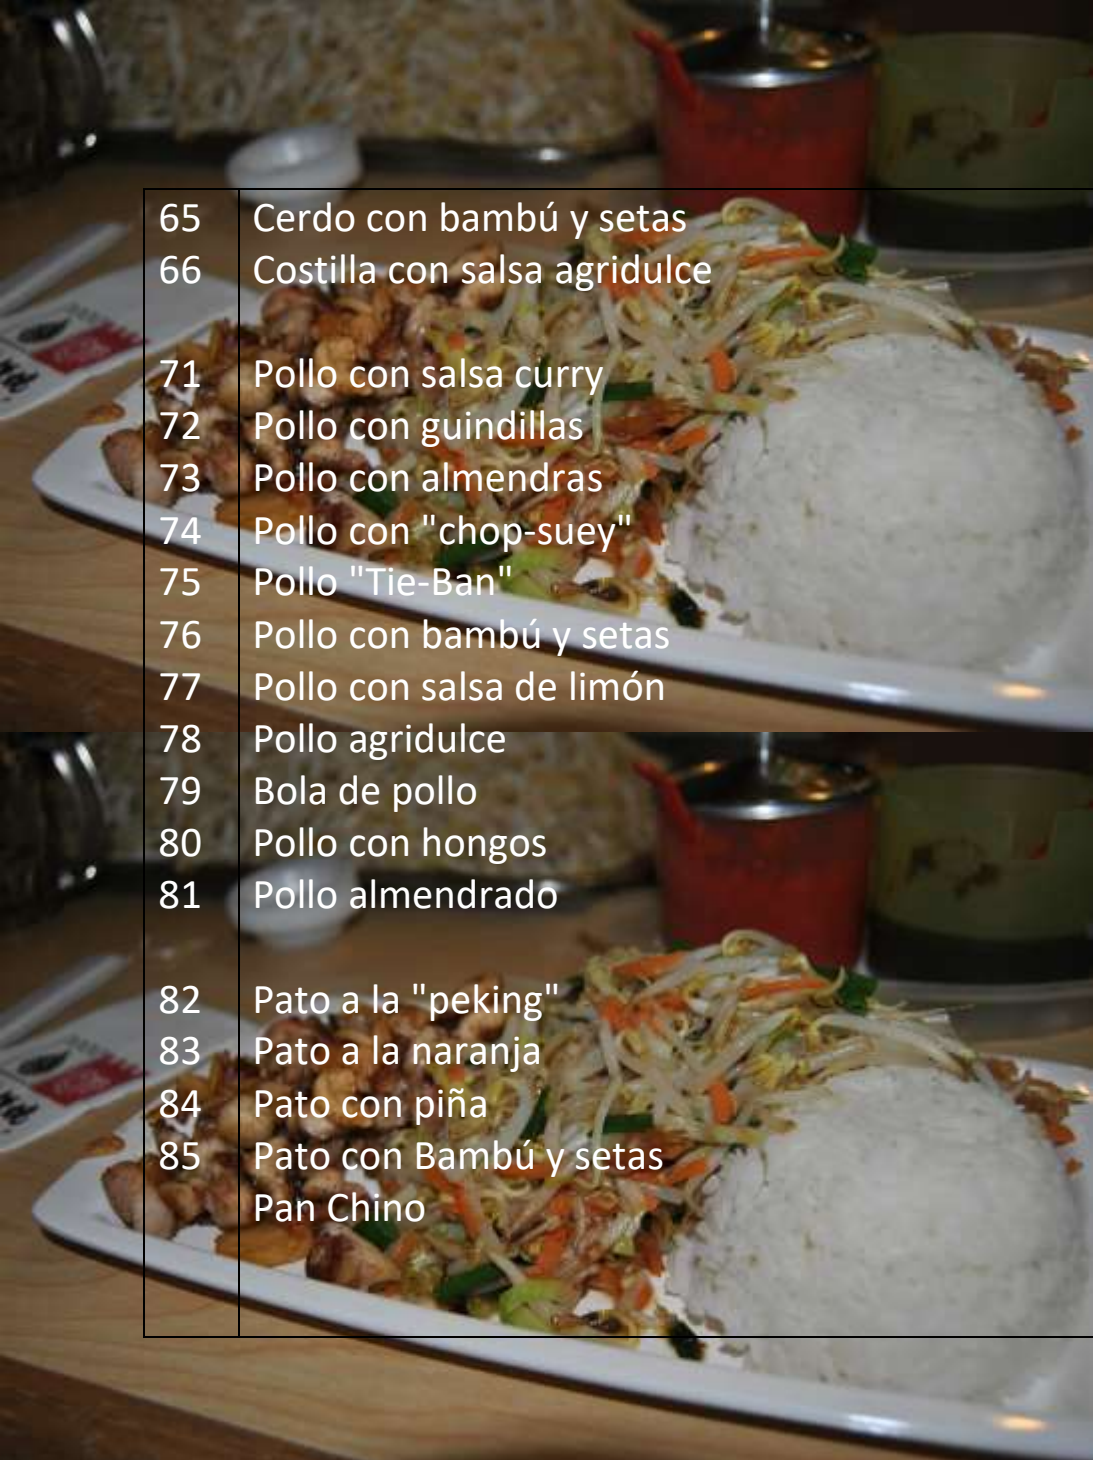 65 Cerdo con bambú y setas
66 Costilla con salsa agridulce
71 Pollo con salsa curry
72 Pollo con guindillas
73 Pollo con almendras
74 Pollo con "chop-suey"
75 Pollo "Tie-Ban"
76 Pollo con bambú y setas
77 Pollo con salsa de limón
78 Pollo agridulce
79 Bola de pollo
80 Pollo con hongos
81 Pollo almendrado
82 Pato a la "peking"
83 Pato a la naranja
84 Pato con piña
85 Pato con Bambú y setas
Pan Chino